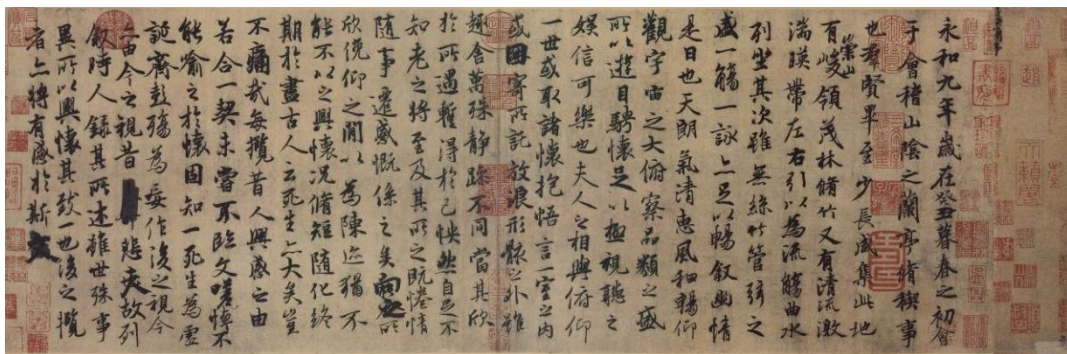 永和九年歲在癸丑暮春之初會
于會稽山陰之蘭亭脩稧事
也羣賢畢至少長咸集此地
有崇山峻領茂林脩竹又有清流激
湍暎帶左右引以為流觴曲水
列坐其次雖無絲竹管弦之
盛一觴一詠亦足以暢叙幽情
是日也天朗氣清惠風和暢仰
觀宇宙之大俯察品類之盛
所以遊目騁懷足以極視聽之
娛信可樂也夫人之相與俯仰
一世或取諸懷抱悟言一室之內
或因寄所託放浪形骸之外雖
趣舍萬殊靜躁不同當其欣
於所遇蹔得於己怏然自足不
知老之將至及其所之既惓情
隨事遷感慨係之矣向之所
欣俛仰之閒以為陳迹猶不
能不以之興懷況脩短隨化終
期於盡古人云死生亦大矣豈
不痛哉每攬昔人興感之由
若合一契未嘗不臨文嗟悼不
能喻之於懷固知一死生為虛
誕齊彭殤為妄作後之視今
亦由今之視昔悲夫故列
敘時人錄其所述雖世殊事
異所以興懷其致一也後之攬
者亦將有感於斯文